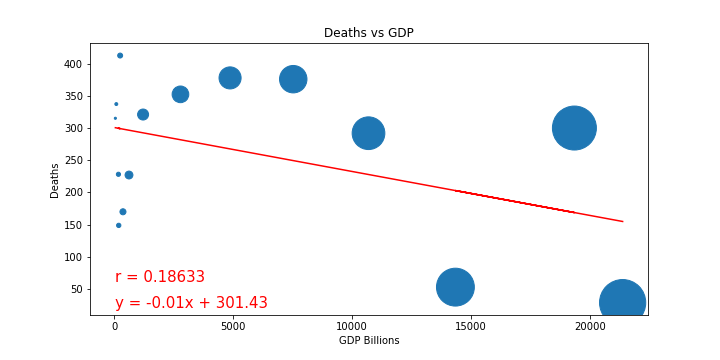 Deaths vs GDP
400
350
300
250
200
150
100
50
Deaths
r = 0.18633
y = -0.01x + 301.43
0 5000 10000 15000 20000
GDP Billions